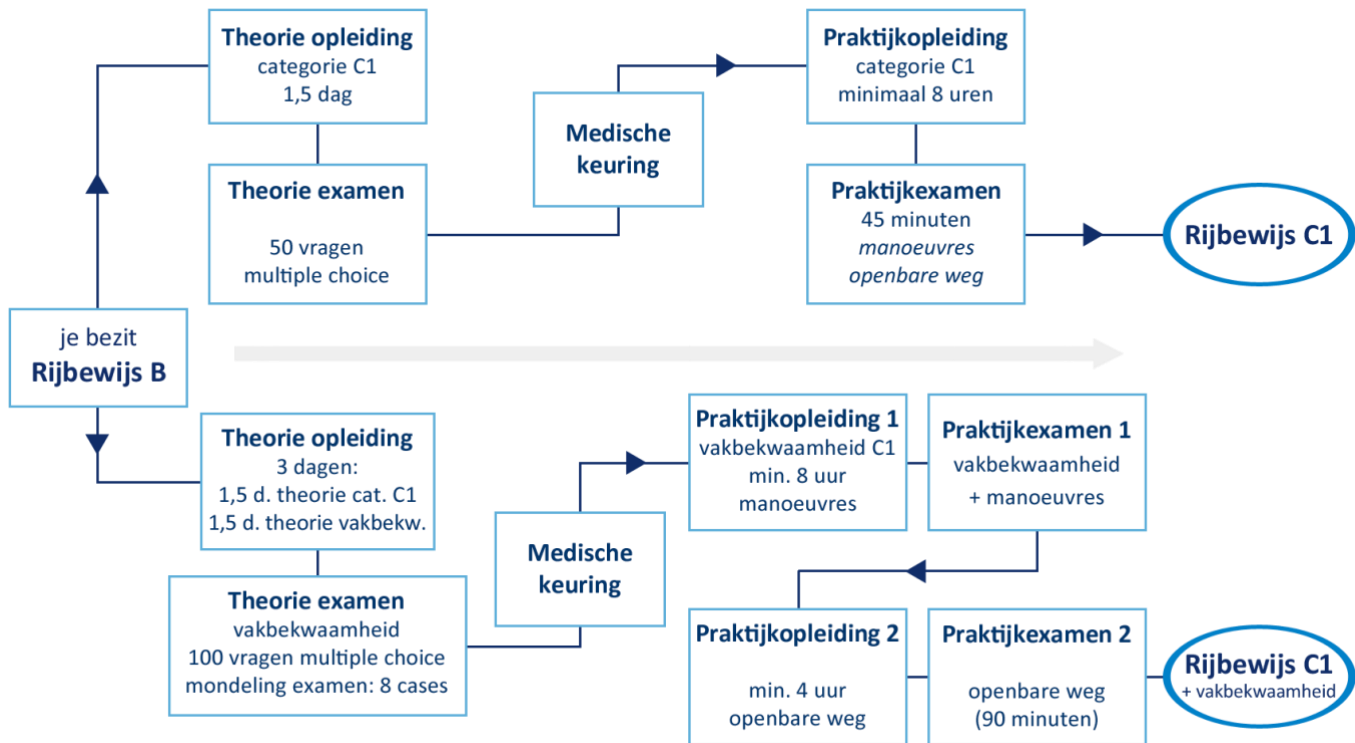 Theorie opleiding
categorie C1
1,5 dag
Theorie examen
50 vragen
multiple choice
Medische
keuring
Praktijkopleiding
categorie C1
minimaal 8 uren
Praktijkexamen
45 minuten
manoeuvres
openbare weg
Rijbewijs C1
je bezit
Rijbewijs B
Theorie opleiding
3 dagen:
1,5 d. theorie cat. C1
1,5 d. theorie vakbekw.
Theorie examen
vakbekwaamheid
100 vragen multiple choice
mondeling examen: 8 cases
Medische
keuring
Praktijkopleiding 1
vakbekwaamheid C1
min. 8 uur
manoeuvres
Praktijkexamen 1
vakbekwaamheid
+ manoeuvres
Praktijkopleiding 2
min. 4 uur
openbare weg
Praktijkexamen 2
openbare weg
(90 minuten)
Rijbewijs C1
+ vakbekwaamheid